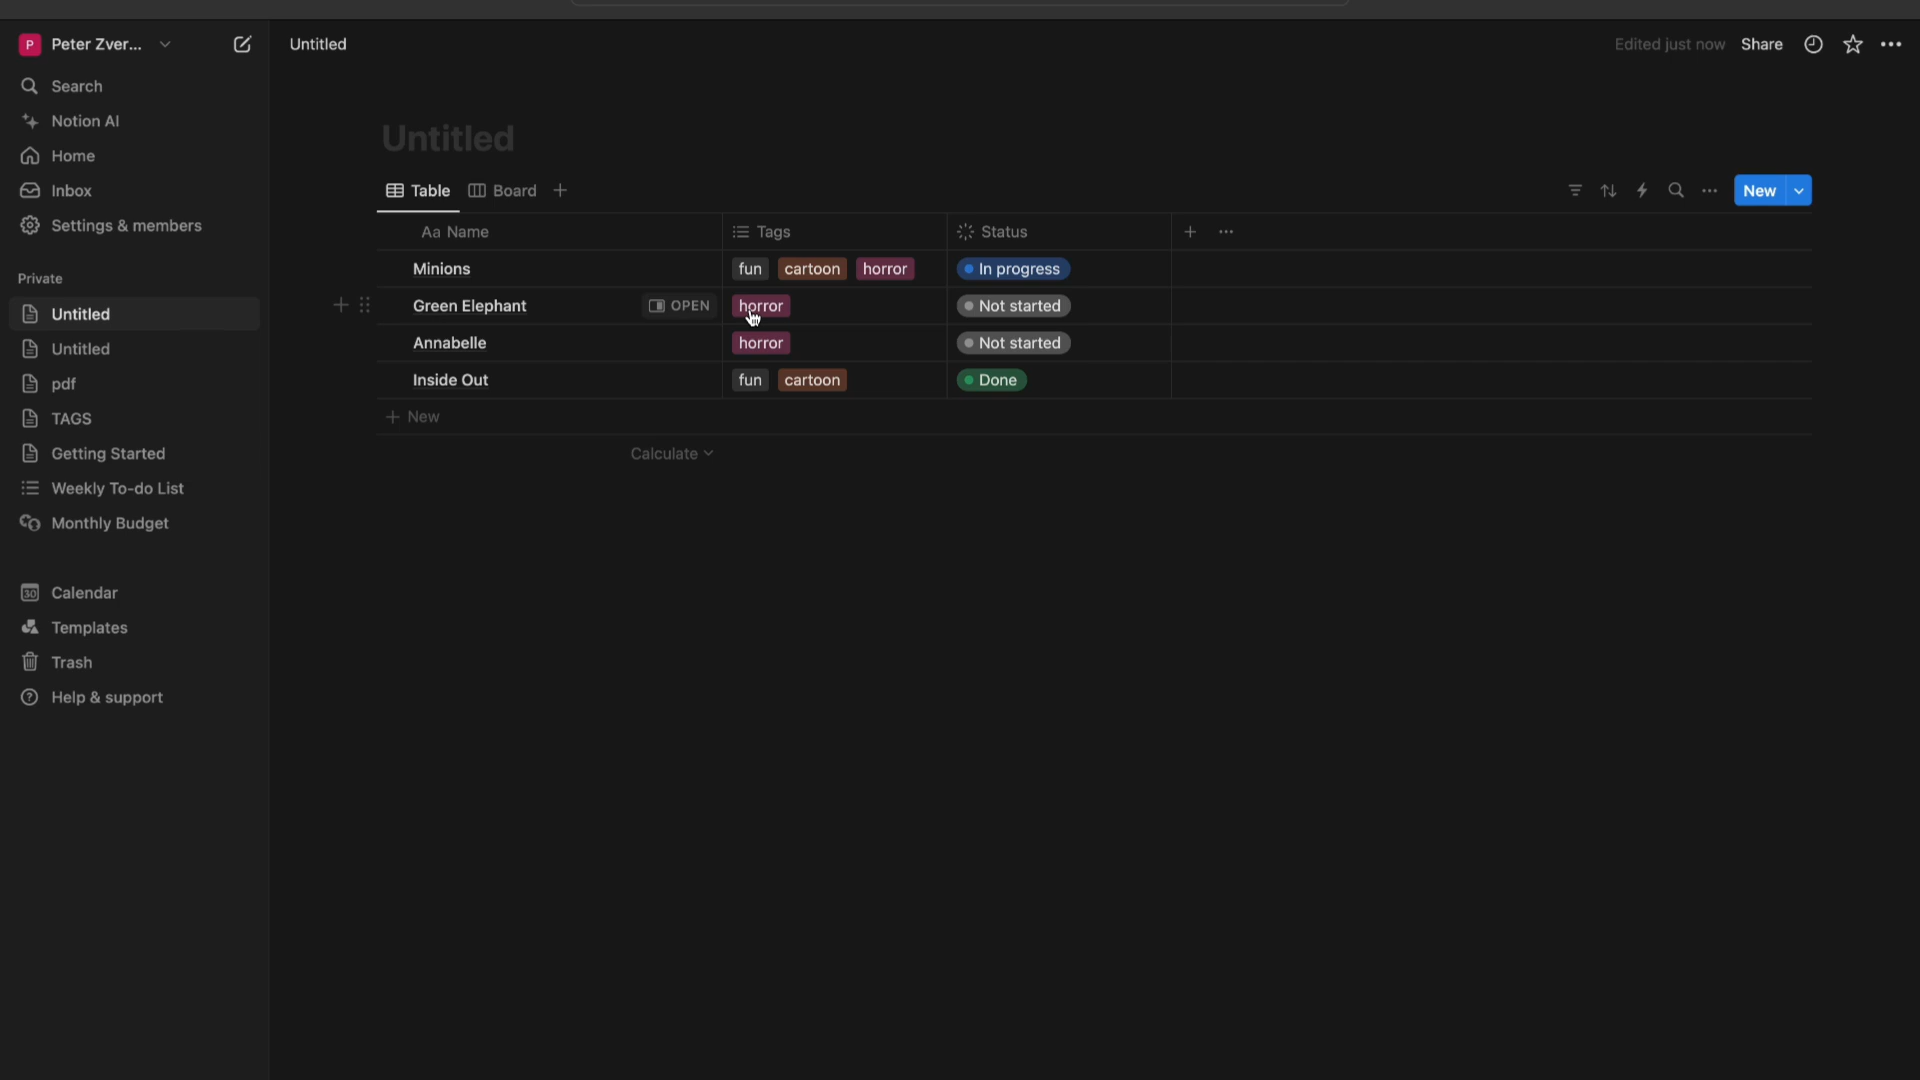 P Peter Zver...
Untitled
Edited just now Share
Search
Notion AI
Home
Inbox
Settings & members
Private
Untitled
Untitled
pdf
TAGS
Getting Started
Weekly To-do List
Monthly Budget
30 Calendar
Templates
Trash
Help & support
Untitled
Table Board
New
Aa Name Tags Status
Minions fun cartoon horror In progress
Green Elephant OPEN horror Not started
Annabelle horror Not started
Inside Out fun cartoon Done
New
Calculate